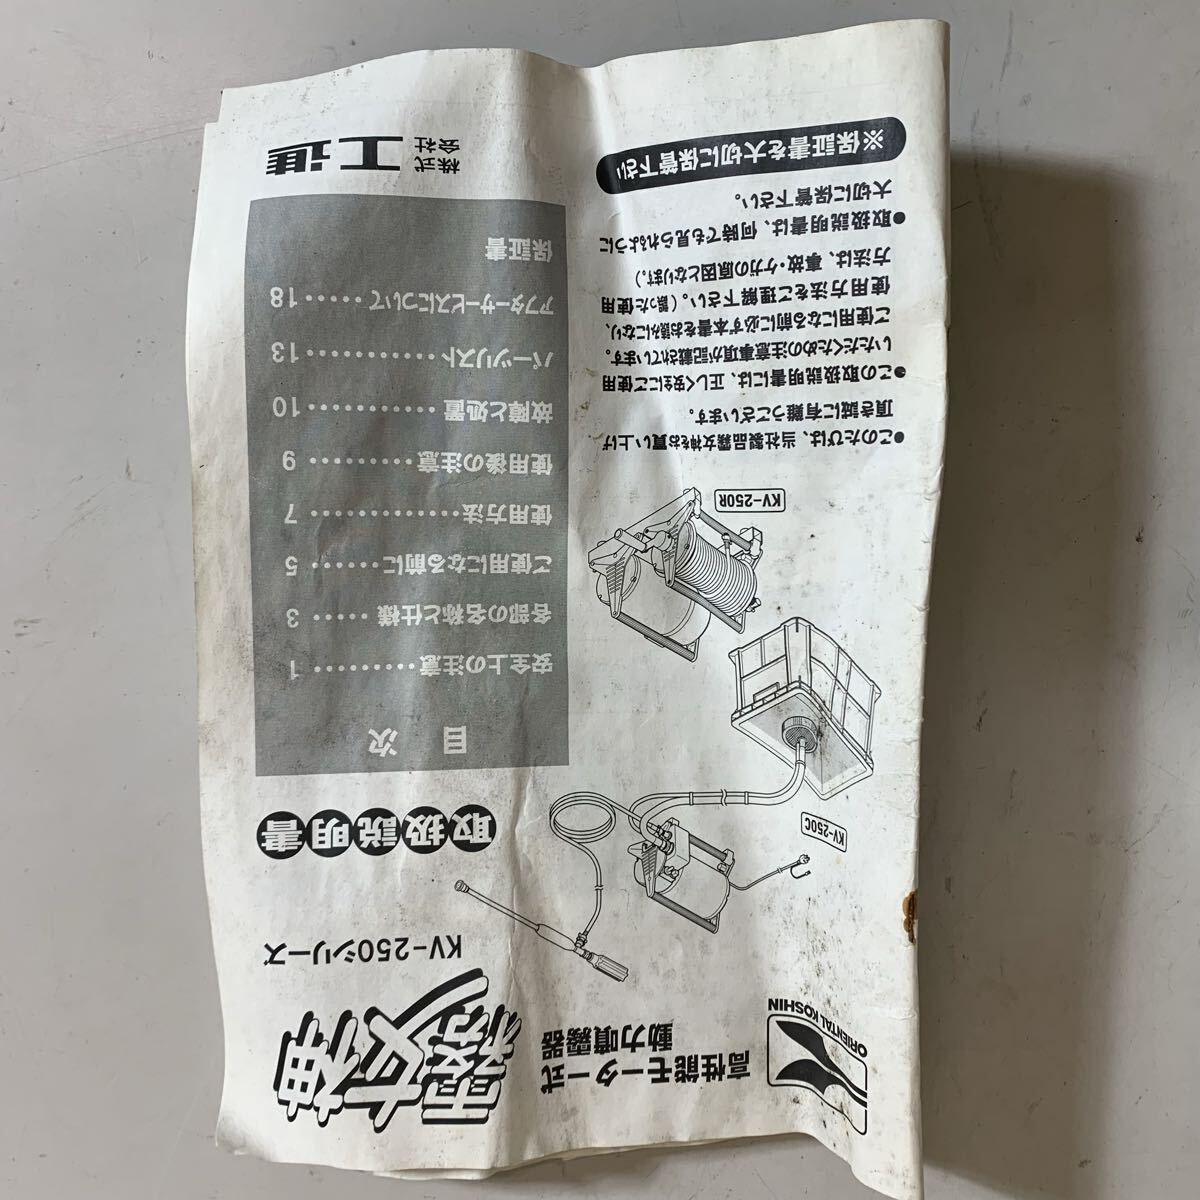 ORIENTAL KOSHIN
高性能モーター式
動力噴霧器
霧女神
KV-250シリーズ
取扱説明書
KV-250C
KV-250R
●このたびは、当社製品霧女神をお買い上げ
頂き誠に有難うございます。
●この取扱説明書には、正しく安全にご使用
いただくための注意事項が記載されています。
ご使用になる前に必ず本書をお読みになり、
使用方法をご理解下さい。(誤った使用
方法は、事故・ケガの原因となります。)
●取扱説明書は、何時でも見られるように
大切に保管下さい。
※保証書を大切に保管下さい
目次
安全上の注意・・・・・・・・・1
各部の名称と仕様・・・・・3
ご使用になる前に・・・・・5
使用方法・・・・・・・・・・・・・7
使用後の注意・・・・・・・・・9
故障と処置・・・・・・・・・・10
パーツリスト・・・・・・・・・13
アフターサービスについて・・・・・18
保証書
株式会社 工進